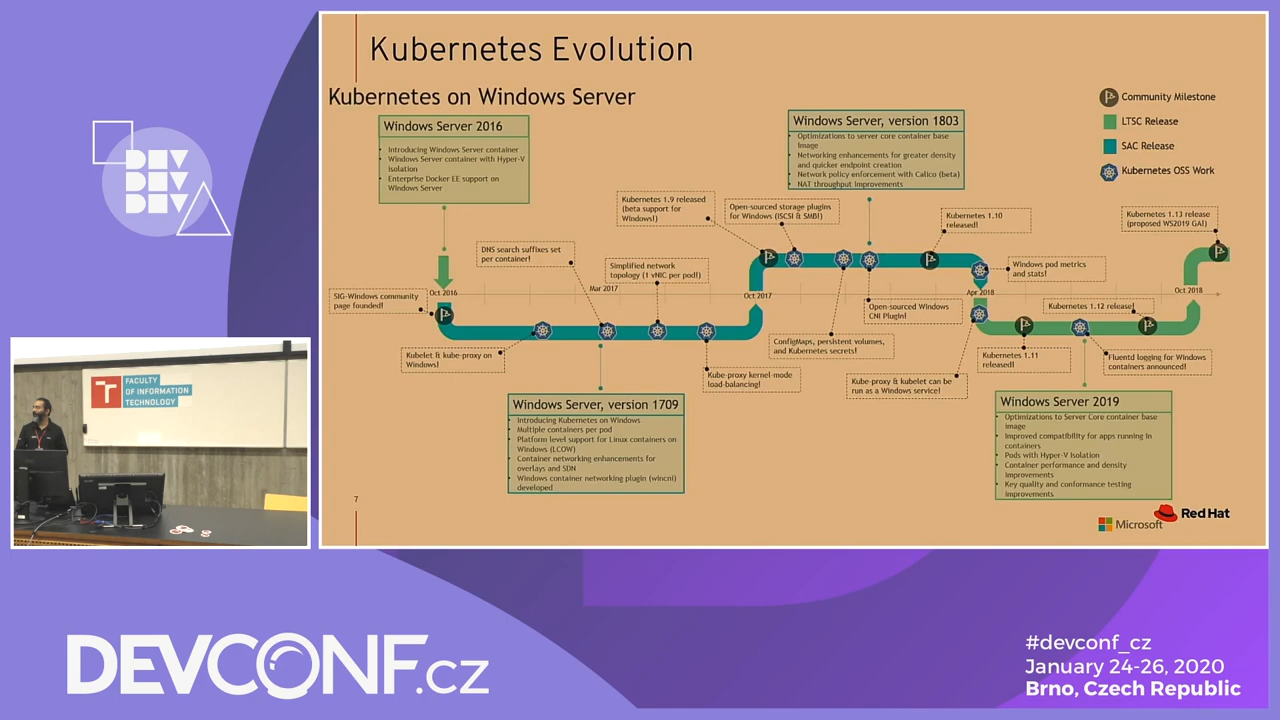 Kubernetes Evolution
Kubernetes on Windows Server
Community Milestone
LTSC Release
SAC Release
Kubernetes OSS Work
Windows Server 2016
Introducing Windows Server container
Windows Server container with Hyper-V
isolation
Enterprise Docker EE support on
Windows Server
Windows Server, version 1803
Optimizations to server core container base
image
Networking enhancements for greater density
and quicker endpoint creation
Network policy enforcement with Calico (beta)
NAT throughput improvements
Kubernetes 1.9 released
(beta support for
Windows!)
Open-sourced storage plugins
for Windows (iSCSI & SMB!)
Kubernetes 1.10
released!
Kubernetes 1.13 release
(proposed WS2019 GA!)
DNS search suffixes set
per container!
Simplified network
topology (1 vNIC per pod!)
Windows pod metrics
and stats!
SIG-Windows community
page founded!
Oct 2016
Mar 2017
Oct 2017
Apr 2018
Oct 2018
Open-sourced Windows
CNI Plugin!
Kubernetes 1.12 release!
Kubelet & kube-proxy on
Windows!
ConfigMaps, persistent volumes,
and Kubernetes secrets!
Kubernetes 1.11
released!
Fluentd logging for Windows
containers announced!
Kube-proxy kernel-mode
load-balancing!
Kube-proxy & kubelet can be
run as a Windows service!
Windows Server, version 1709
Introducing Kubernetes on Windows
Multiple containers per pod
Platform level support for Linux containers on
Windows (LCOW)
Container networking enhancements for
overlays and SDN
Windows container networking plugin (wincni)
developed
Windows Server 2019
Optimizations to Server Core container base
image
Improved compatibility for apps running in
containers
Pods with Hyper-V Isolation
Container performance and density
improvements
Key quality and conformance testing
improvements
7
Microsoft
Red Hat
DEV
DEV
DEV
FACULTY
OF INFORMATION
TECHNOLOGY
DEVCONF.cz
#devconf_cz
January 24-26, 2020
Brno, Czech Republic